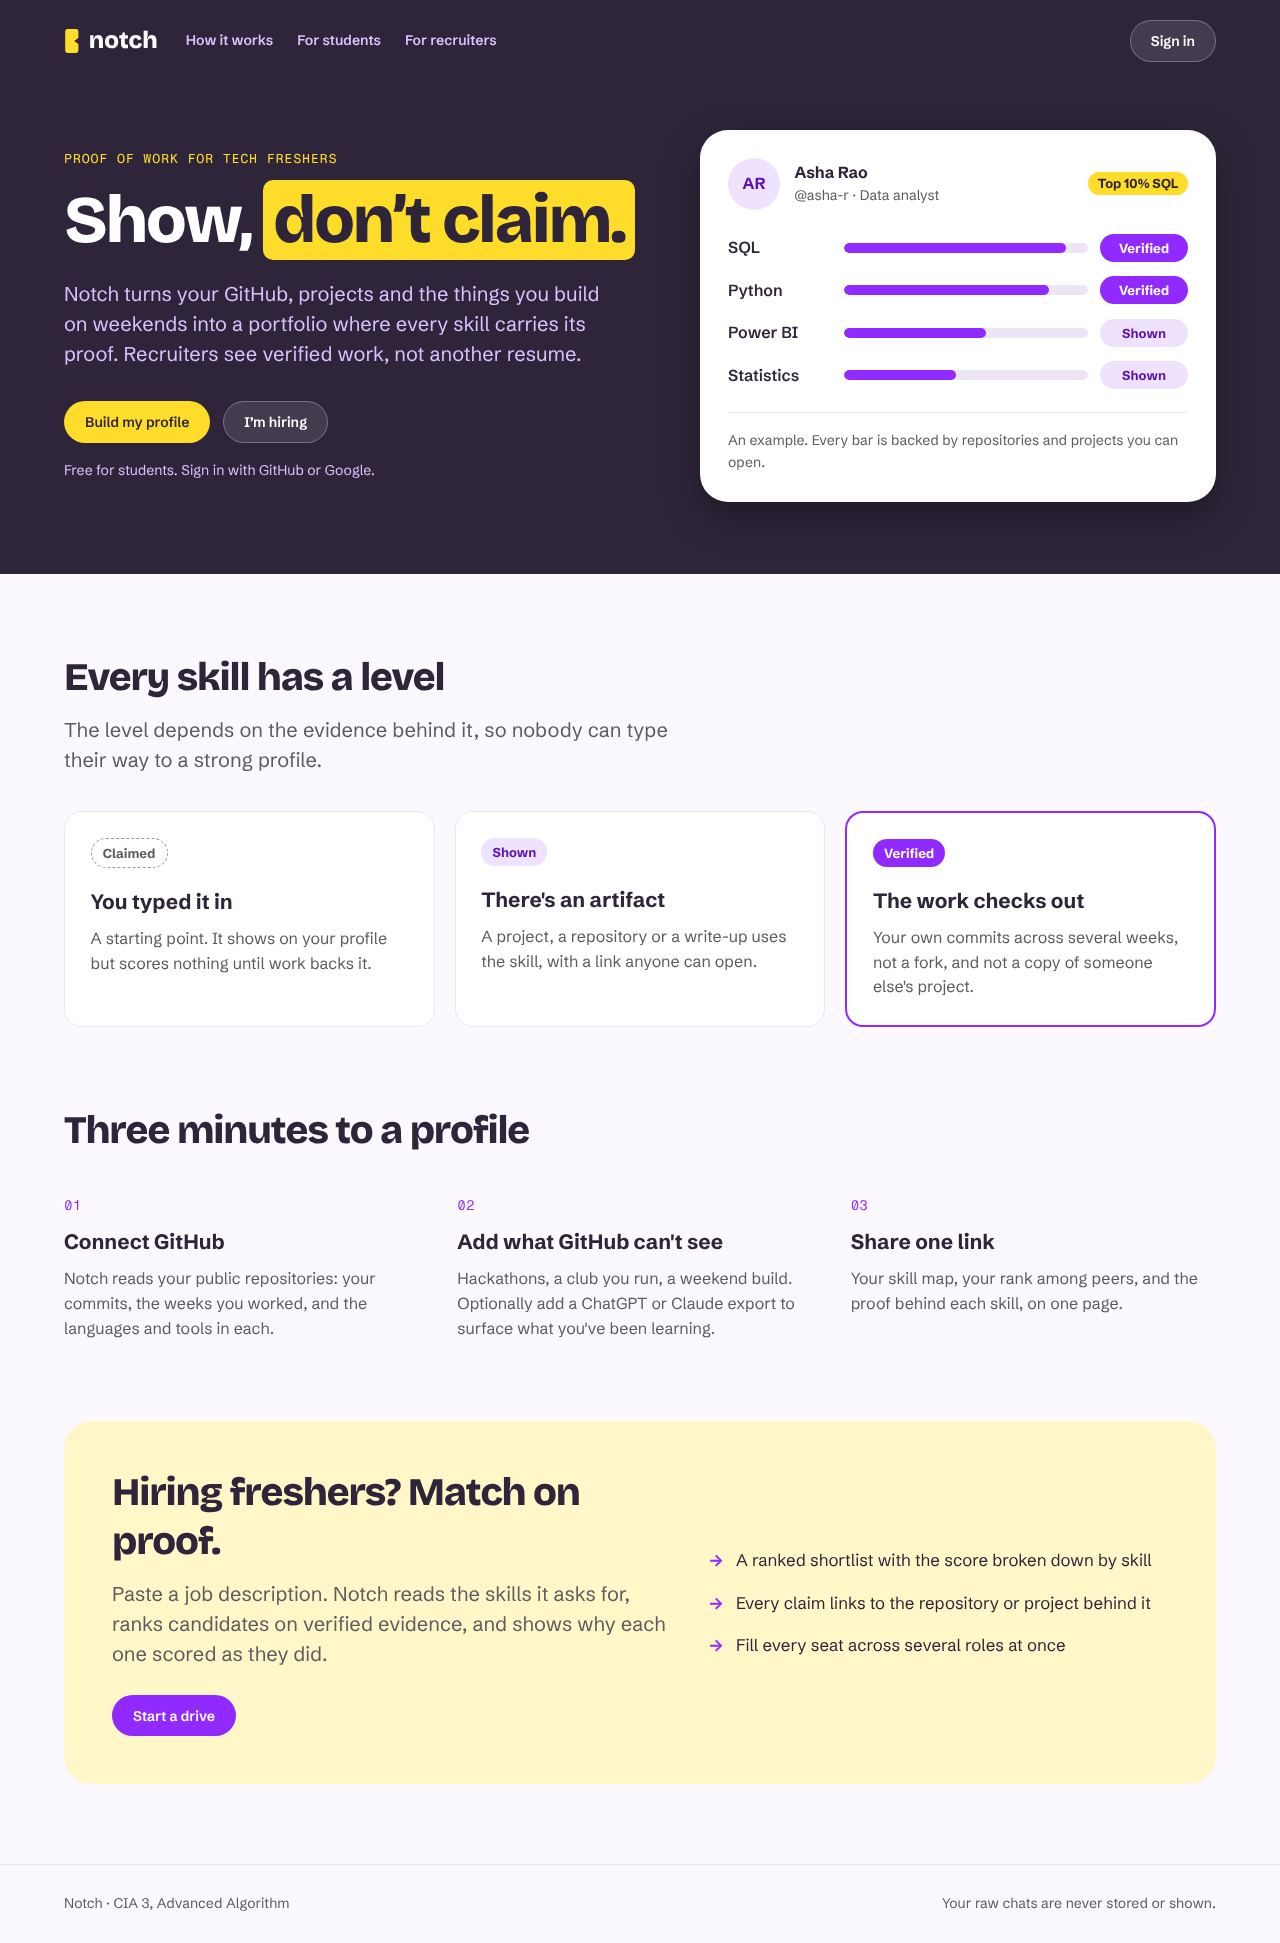 notch
How it works
For students
For recruiters
Sign in
PROOF OF WORK FOR TECH FRESHERS
Show, don’t claim.
Notch turns your GitHub, projects and the things you build
on weekends into a portfolio where every skill carries its
proof. Recruiters see verified work, not another resume.
Build my profile
I’m hiring
Free for students. Sign in with GitHub or Google.
AR
Asha Rao
@asha-r · Data analyst
Top 10% SQL
SQL
Verified
Python
Verified
Power BI
Shown
Statistics
Shown
An example. Every bar is backed by repositories and projects you can
open.
Every skill has a level
The level depends on the evidence behind it, so nobody can type
their way to a strong profile.
Claimed
You typed it in
A starting point. It shows on your profile
but scores nothing until work backs it.
Shown
There's an artifact
A project, a repository or a write-up uses
the skill, with a link anyone can open.
Verified
The work checks out
Your own commits across several weeks,
not a fork, and not a copy of someone
else's project.
Three minutes to a profile
01
Connect GitHub
Notch reads your public repositories: your
commits, the weeks you worked, and the
languages and tools in each.
02
Add what GitHub can't see
Hackathons, a club you run, a weekend build.
Optionally add a ChatGPT or Claude export to
surface what you've been learning.
03
Share one link
Your skill map, your rank among peers, and the
proof behind each skill, on one page.
Hiring freshers? Match on
proof.
Paste a job description. Notch reads the skills it asks for,
ranks candidates on verified evidence, and shows why each
one scored as they did.
Start a drive
→ A ranked shortlist with the score broken down by skill
→ Every claim links to the repository or project behind it
→ Fill every seat across several roles at once
Notch · CIA 3, Advanced Algorithm
Your raw chats are never stored or shown.